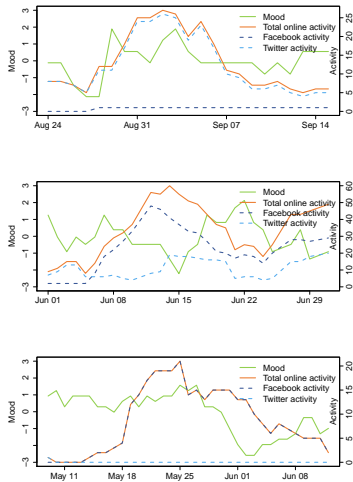 Mood
Total online activity
Facebook activity
Twitter activity
3
2
1
0
−1
−3
Mood
25
20
15
10
5
0
Activity
Aug 24 Aug 31 Sep 07 Sep 14
Mood
Total online activity
Facebook activity
Twitter activity
3
2
1
0
−1
−3
Mood
60
50
40
30
20
10
0
Activity
Jun 01 Jun 08 Jun 15 Jun 22 Jun 29
Mood
Total online activity
Facebook activity
Twitter activity
3
2
1
0
−1
−3
Mood
20
15
10
5
0
Activity
May 11 May 18 May 25 Jun 01 Jun 08